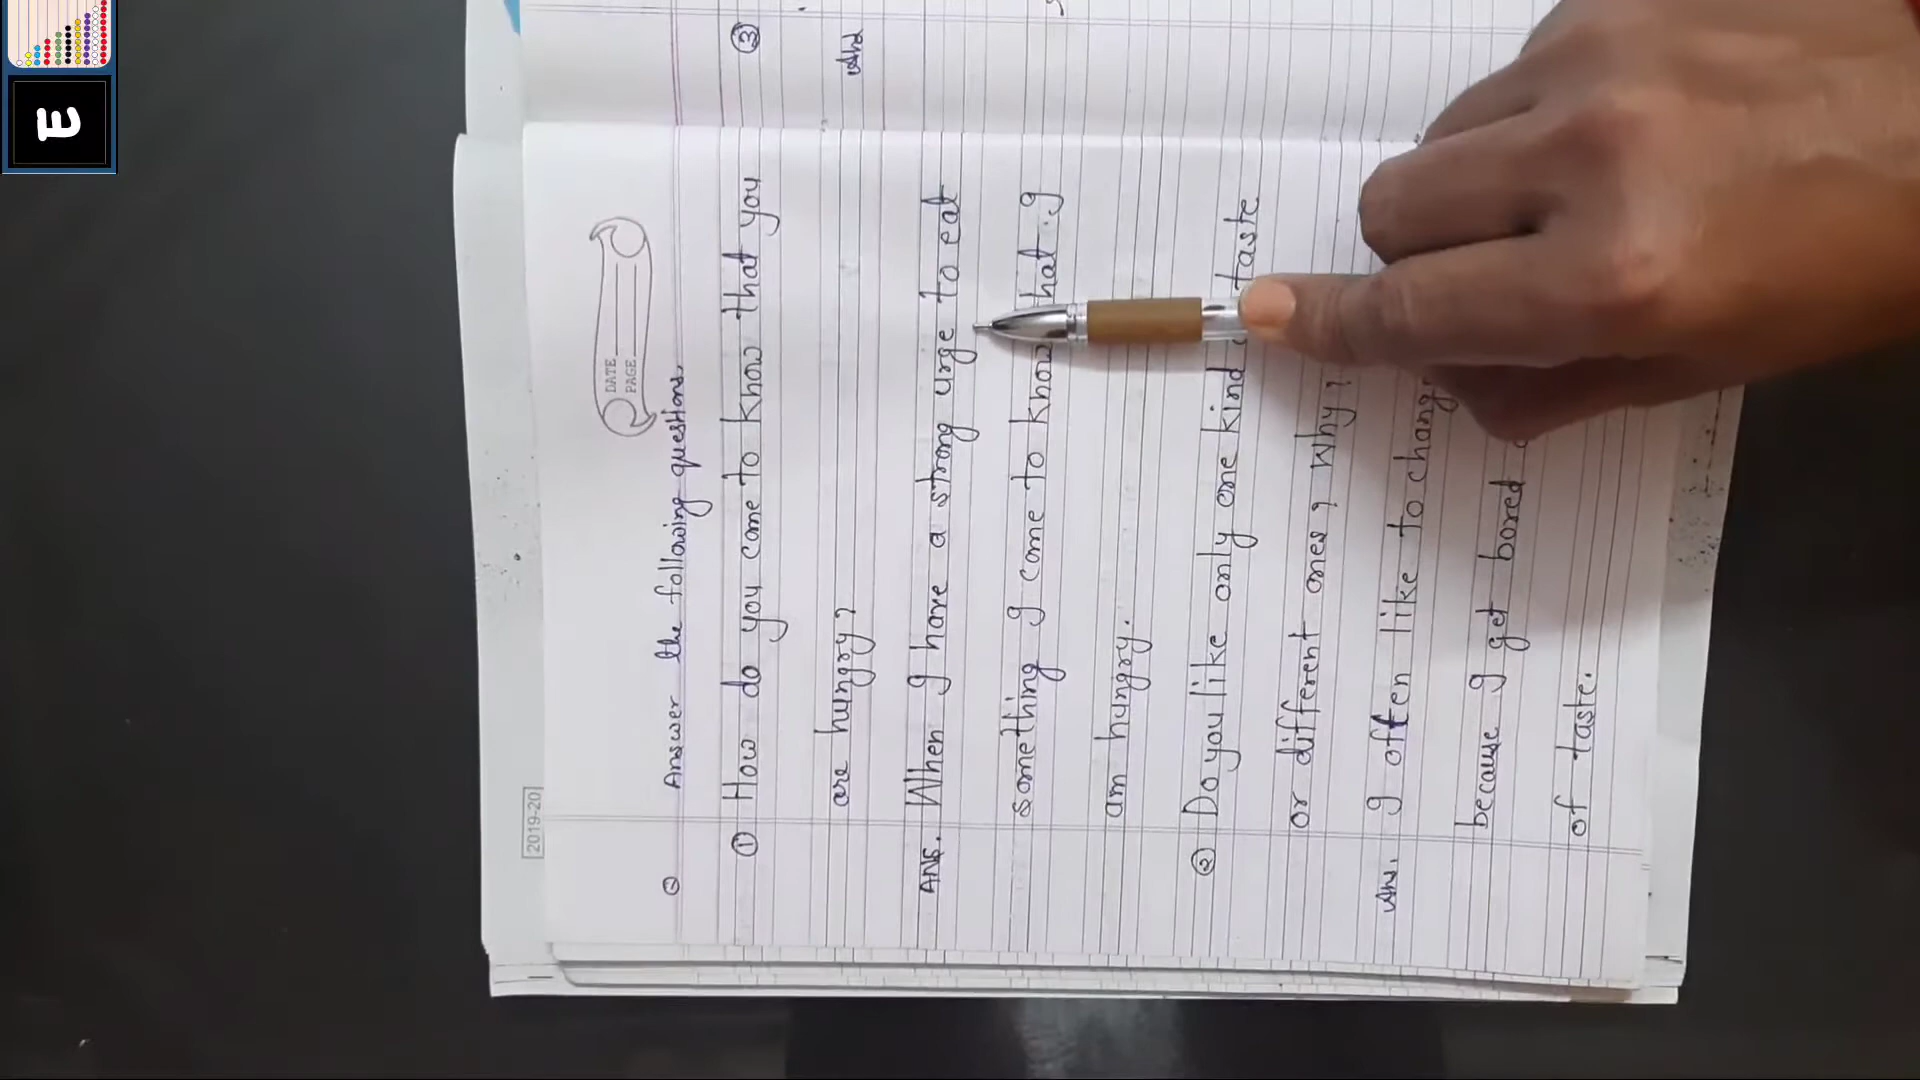 2019-20
DATE
PAGE
② Answer the following questions.
① How do you come to know that you
are hungry?
Ans. When I have a strong urge to eat
something I come to know that I
am hungry.
② Do you like only one kind taste
or different ones? Why?
Ans. I often like to
because I get bored
of taste.
③
Ans